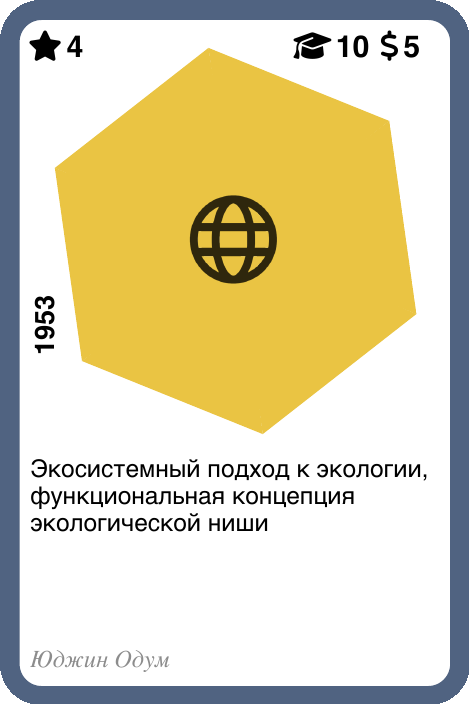 4 10 $5
1953
Экосистемный подход к экологии,
функциональная концепция
экологической ниши
Юджин Одум